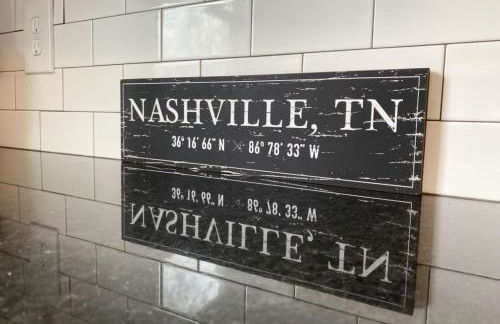 NASHVILLE, TN
36° 16' 66" N × 86° 78' 33" W